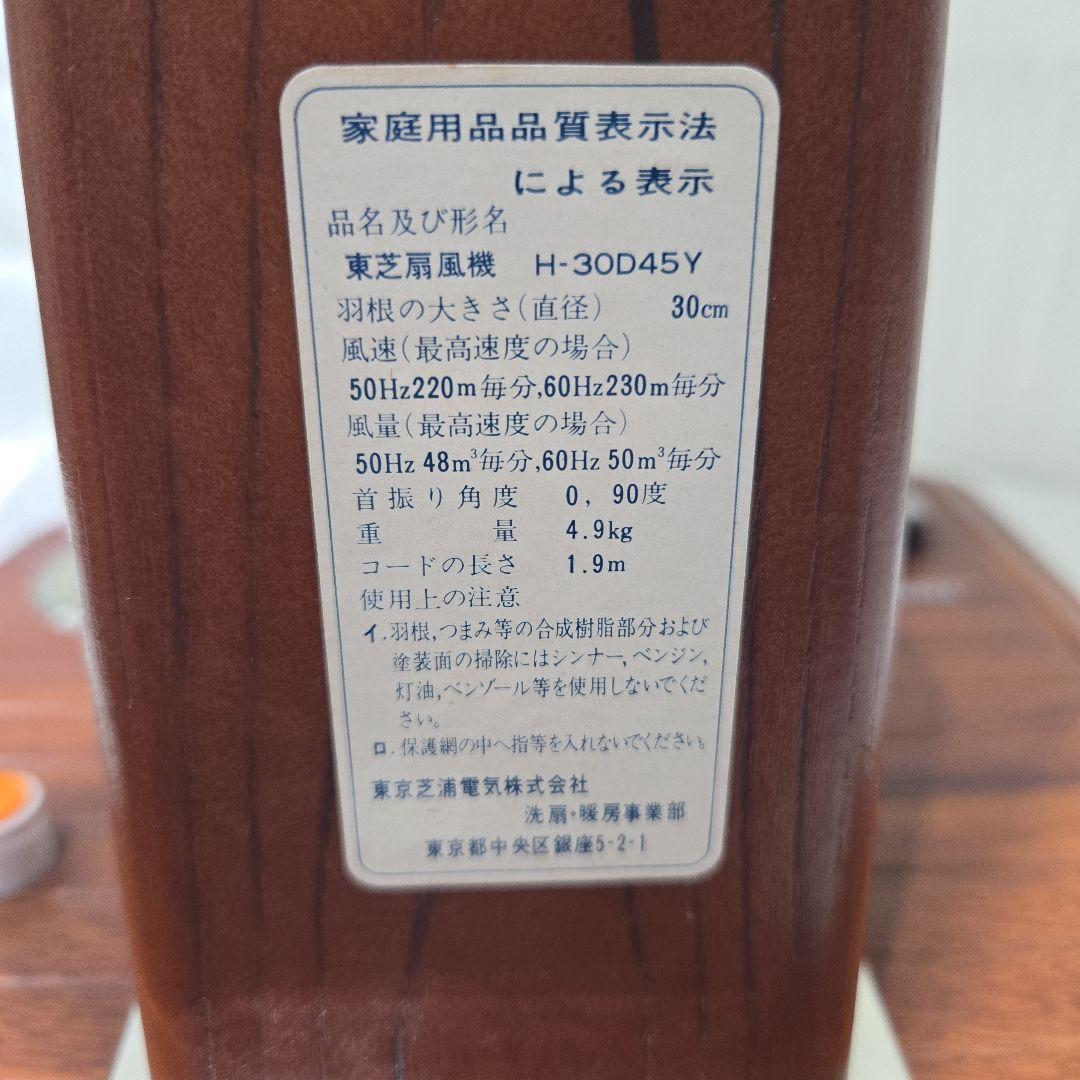 家庭用品品質表示法
による表示
品名及び形名
東芝扇風機 H-30D45Y
羽根の大きさ(直径) 30cm
風速(最高速度の場合)
50Hz220m毎分,60Hz230m毎分
風量(最高速度の場合)
50Hz 48m³毎分,60Hz 50m³毎分
首振り角度 0, 90度
重量 4.9kg
コードの長さ 1.9m
使用上の注意
イ.羽根,つまみ等の合成樹脂部分および
塗装面の掃除にはシンナー,ベンジン,
灯油,ベンゾール等を使用しないでくだ
さい。
ロ.保護網の中へ指等を入れないでください。
東京芝浦電気株式会社
洗扇・暖房事業部
東京都中央区銀座5-2-1